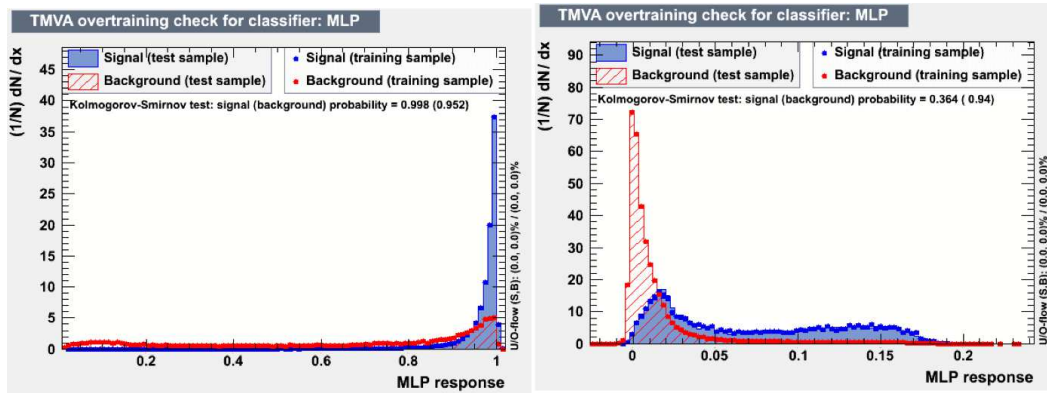 TMVA overtraining check for classifier: MLP
Signal (test sample)
Background (test sample)
Signal (training sample)
Background (training sample)
Kolmogorov-Smirnov test: signal (background) probability = 0.998 (0.952)
(1/N) dN/ dx
45
40
35
30
25
20
15
10
5
0
0.2
0.4
0.6
0.8
1
MLP response
U/O-flow (S,B): (0.0, 0.0)% / (0.0, 0.0)%
TMVA overtraining check for classifier: MLP
Signal (test sample)
Background (test sample)
Signal (training sample)
Background (training sample)
Kolmogorov-Smirnov test: signal (background) probability = 0.364 ( 0.94)
(1/N) dN/ dx
90
80
70
60
50
40
30
20
10
0
0
0.05
0.1
0.15
0.2
MLP response
U/O-flow (S,B): (0.0, 0.0)% / (0.0, 0.0)%